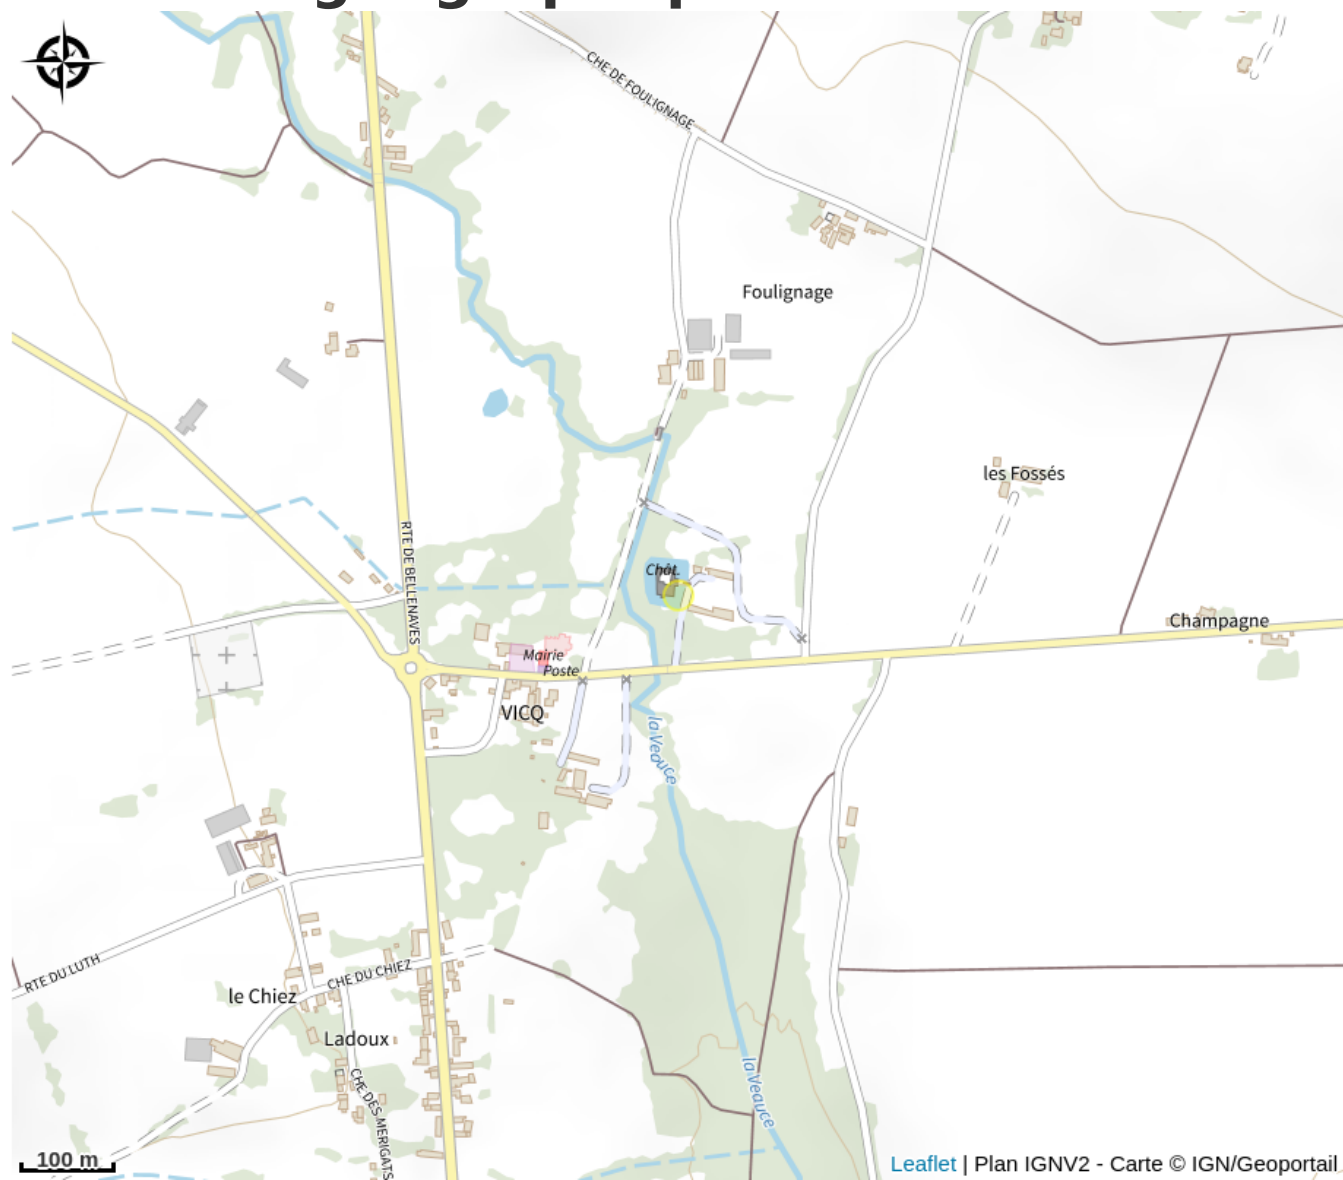 CHE DE FOULIGNAGE
Foulignage
les Fossés
RTE DE BELLENAVES
Chât.
Champagne
Mairie
Poste
VICQ
la Veauce
RTE DU LUTH
CHE DU CHIEZ
le Chiez
Ladoux
CHE DES MERIGATS
la Veauce
100 m
Leaflet | Plan IGNV2 - Carte © IGN/Geoportail